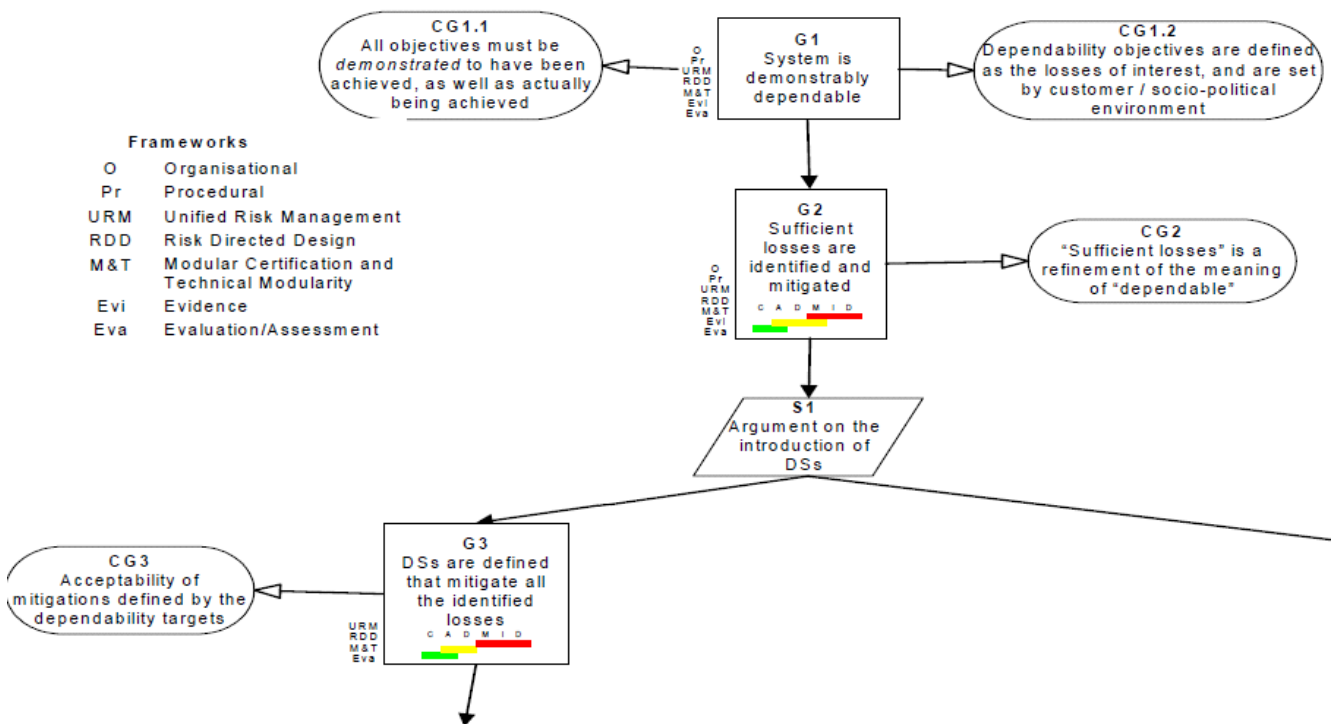 CG1.1
All objectives must be
demonstrated to have been
achieved, as well as actually
being achieved
O
Pr
URM
RDD
M&T
Evi
Eva
G1
System is
demonstrably
dependable
CG1.2
Dependability objectives are defined
as the losses of interest, and are set
by customer / socio-political
environment
Frameworks
O Organisational
Pr Procedural
URM Unified Risk Management
RDD Risk Directed Design
M&T Modular Certification and
Technical Modularity
Evi Evidence
Eva Evaluation/Assessment
O
Pr
URM
RDD
M&T
Evi
Eva
G2
Sufficient
losses are
identified and
mitigated
C A D M I D
CG2
“Sufficient losses” is a
refinement of the meaning
of “dependable”
S1
Argument on the
introduction of
DSs
CG3
Acceptability of
mitigations defined by the
dependability targets
URM
RDD
M&T
Eva
G3
DSs are defined
that mitigate all
the identified
losses
C A D M I D